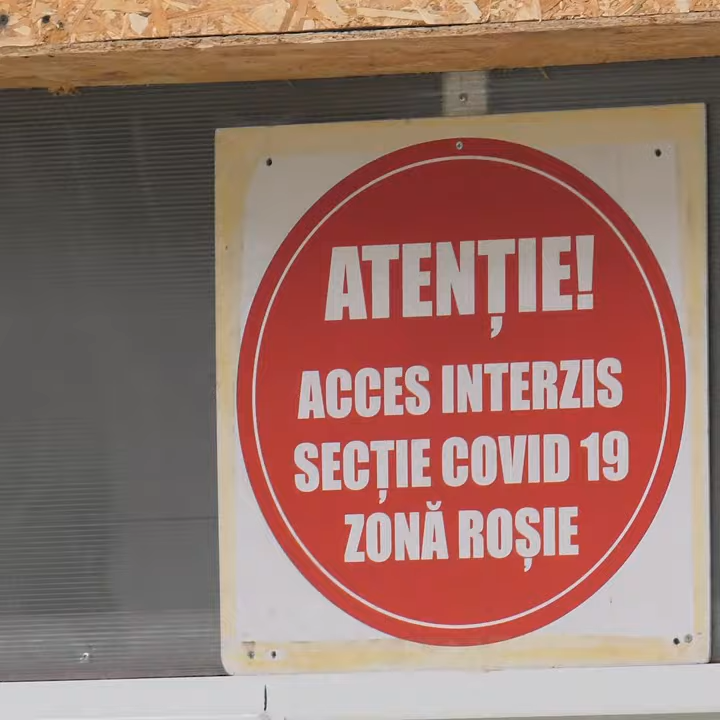 ATENȚIE!
ACCES INTERZIS
SECȚIE COVID 19
ZONĂ ROȘIE